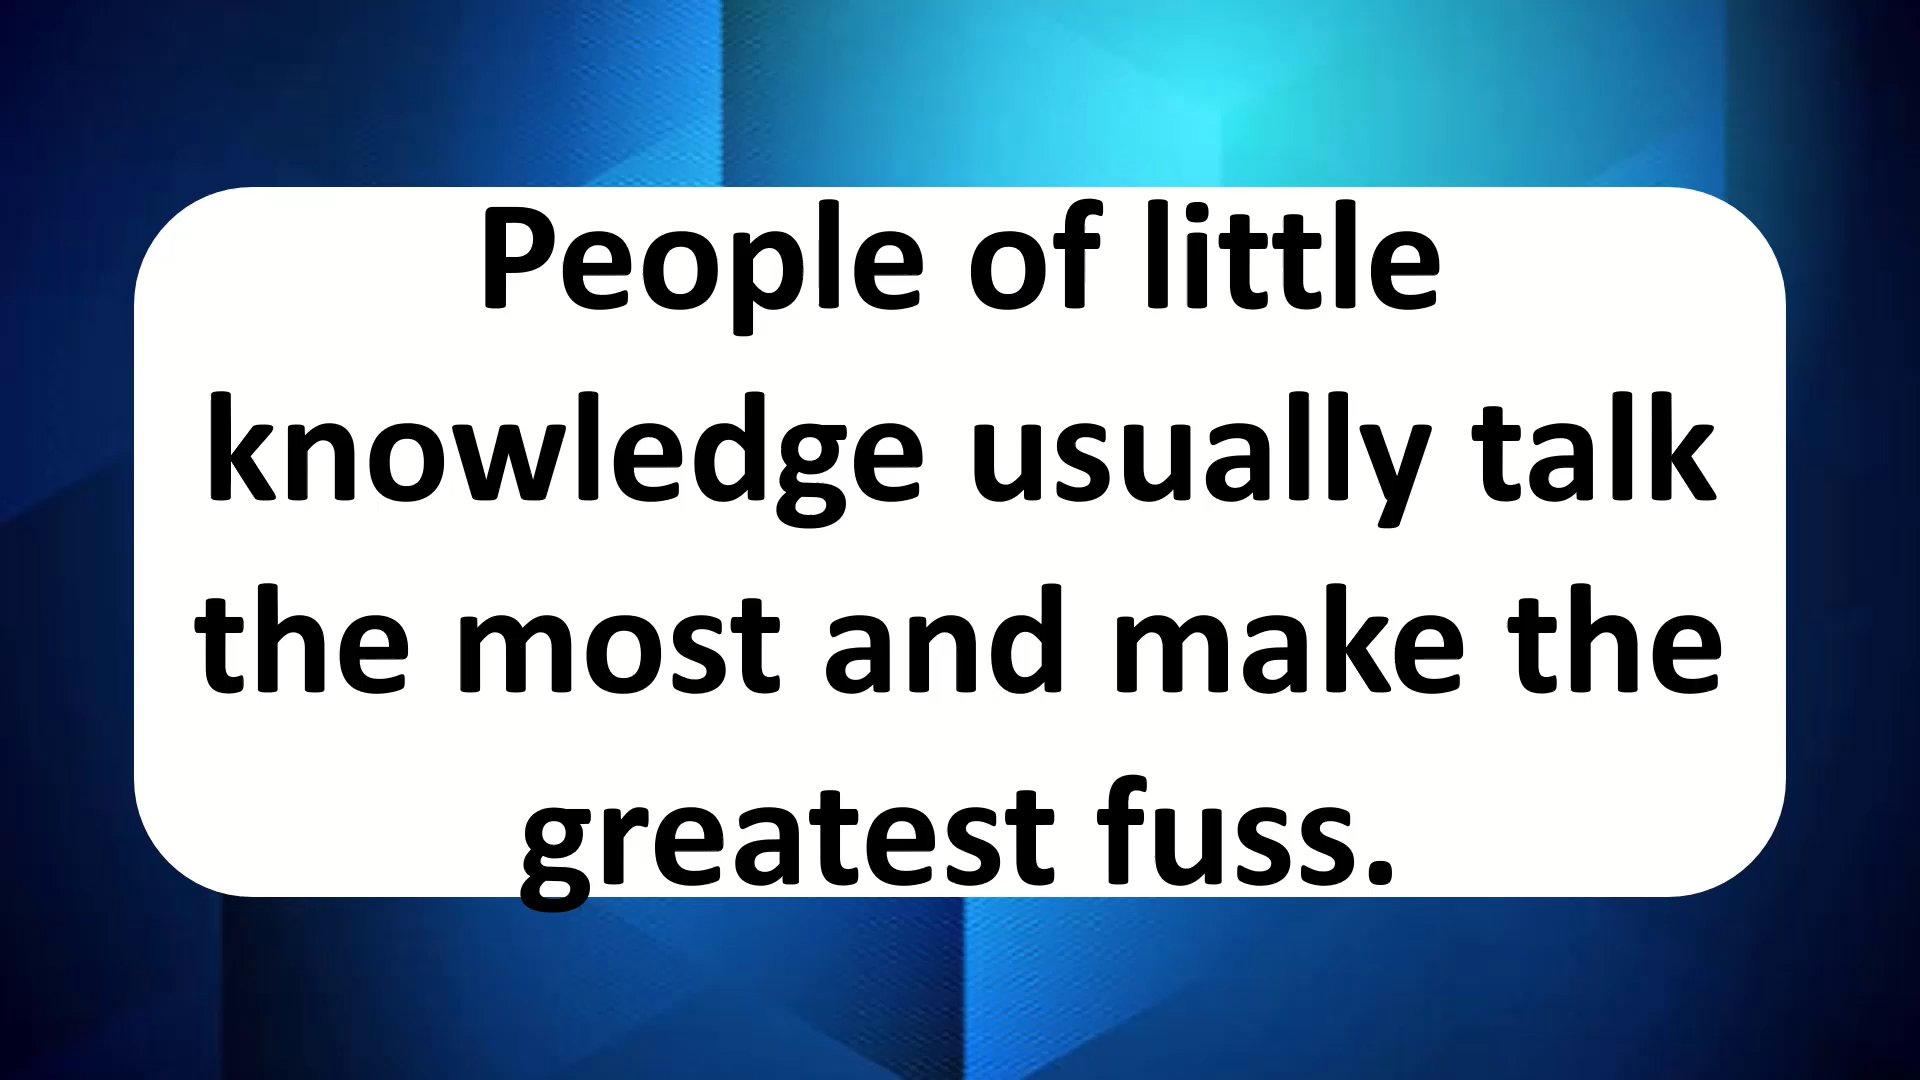 People of little
knowledge usually talk
the most and make the
greatest fuss.